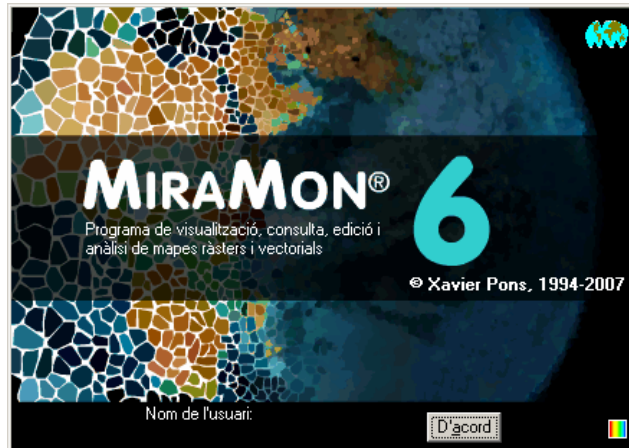 MIRAMON® 6
Programa de visualització, consulta, edició i
anàlisi de mapes ràsters i vectorials
© Xavier Pons, 1994-2007
Nom de l'usuari:
D'acord